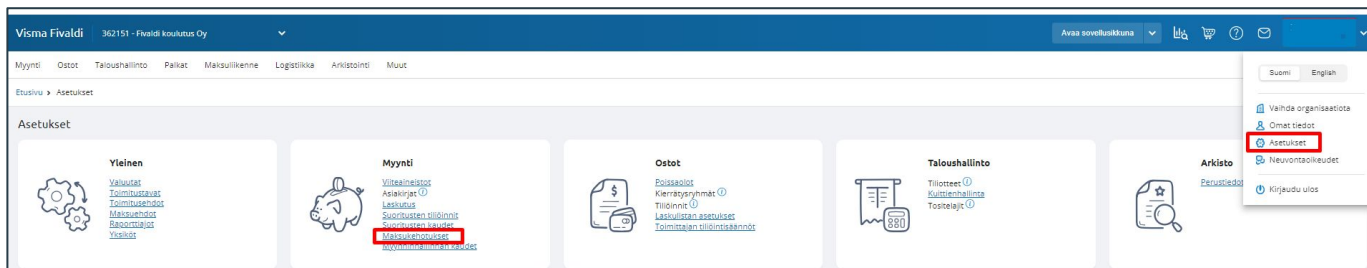 Visma Fivaldi 362151 - Fivaldi koulutus Oy Avaa sovellusikkuna
Myynti Ostot Taloushallinto Palkat Maksuliikenne Logistiikka Arkistointi Muut
Etusivu > Asetukset
Asetukset
Yleinen
Valuutat
Toimitustavat
Toimitusehdot
Maksuehdot
Raporttiajot
Yksiköt
Myynti
Viiteaineistot
Asiakirjat
Laskutus
Suoritusten tiliöinnit
Suoritusten kaudet
Maksukehotukset
Myynninhallinnan kaudet
Ostot
Poissaolot
Kierrätysryhmät
Tiliöinnit
Laskulistan asetukset
Toimittajan tiliöintisäännöt
Taloushallinto
Tiliotteet
Kuittienhallinta
Tositelajit
Arkisto
Perustiedot
Suomi English
Vaihda organisaatiota
Omat tiedot
Asetukset
Neuvontaoikeudet
Kirjaudu ulos